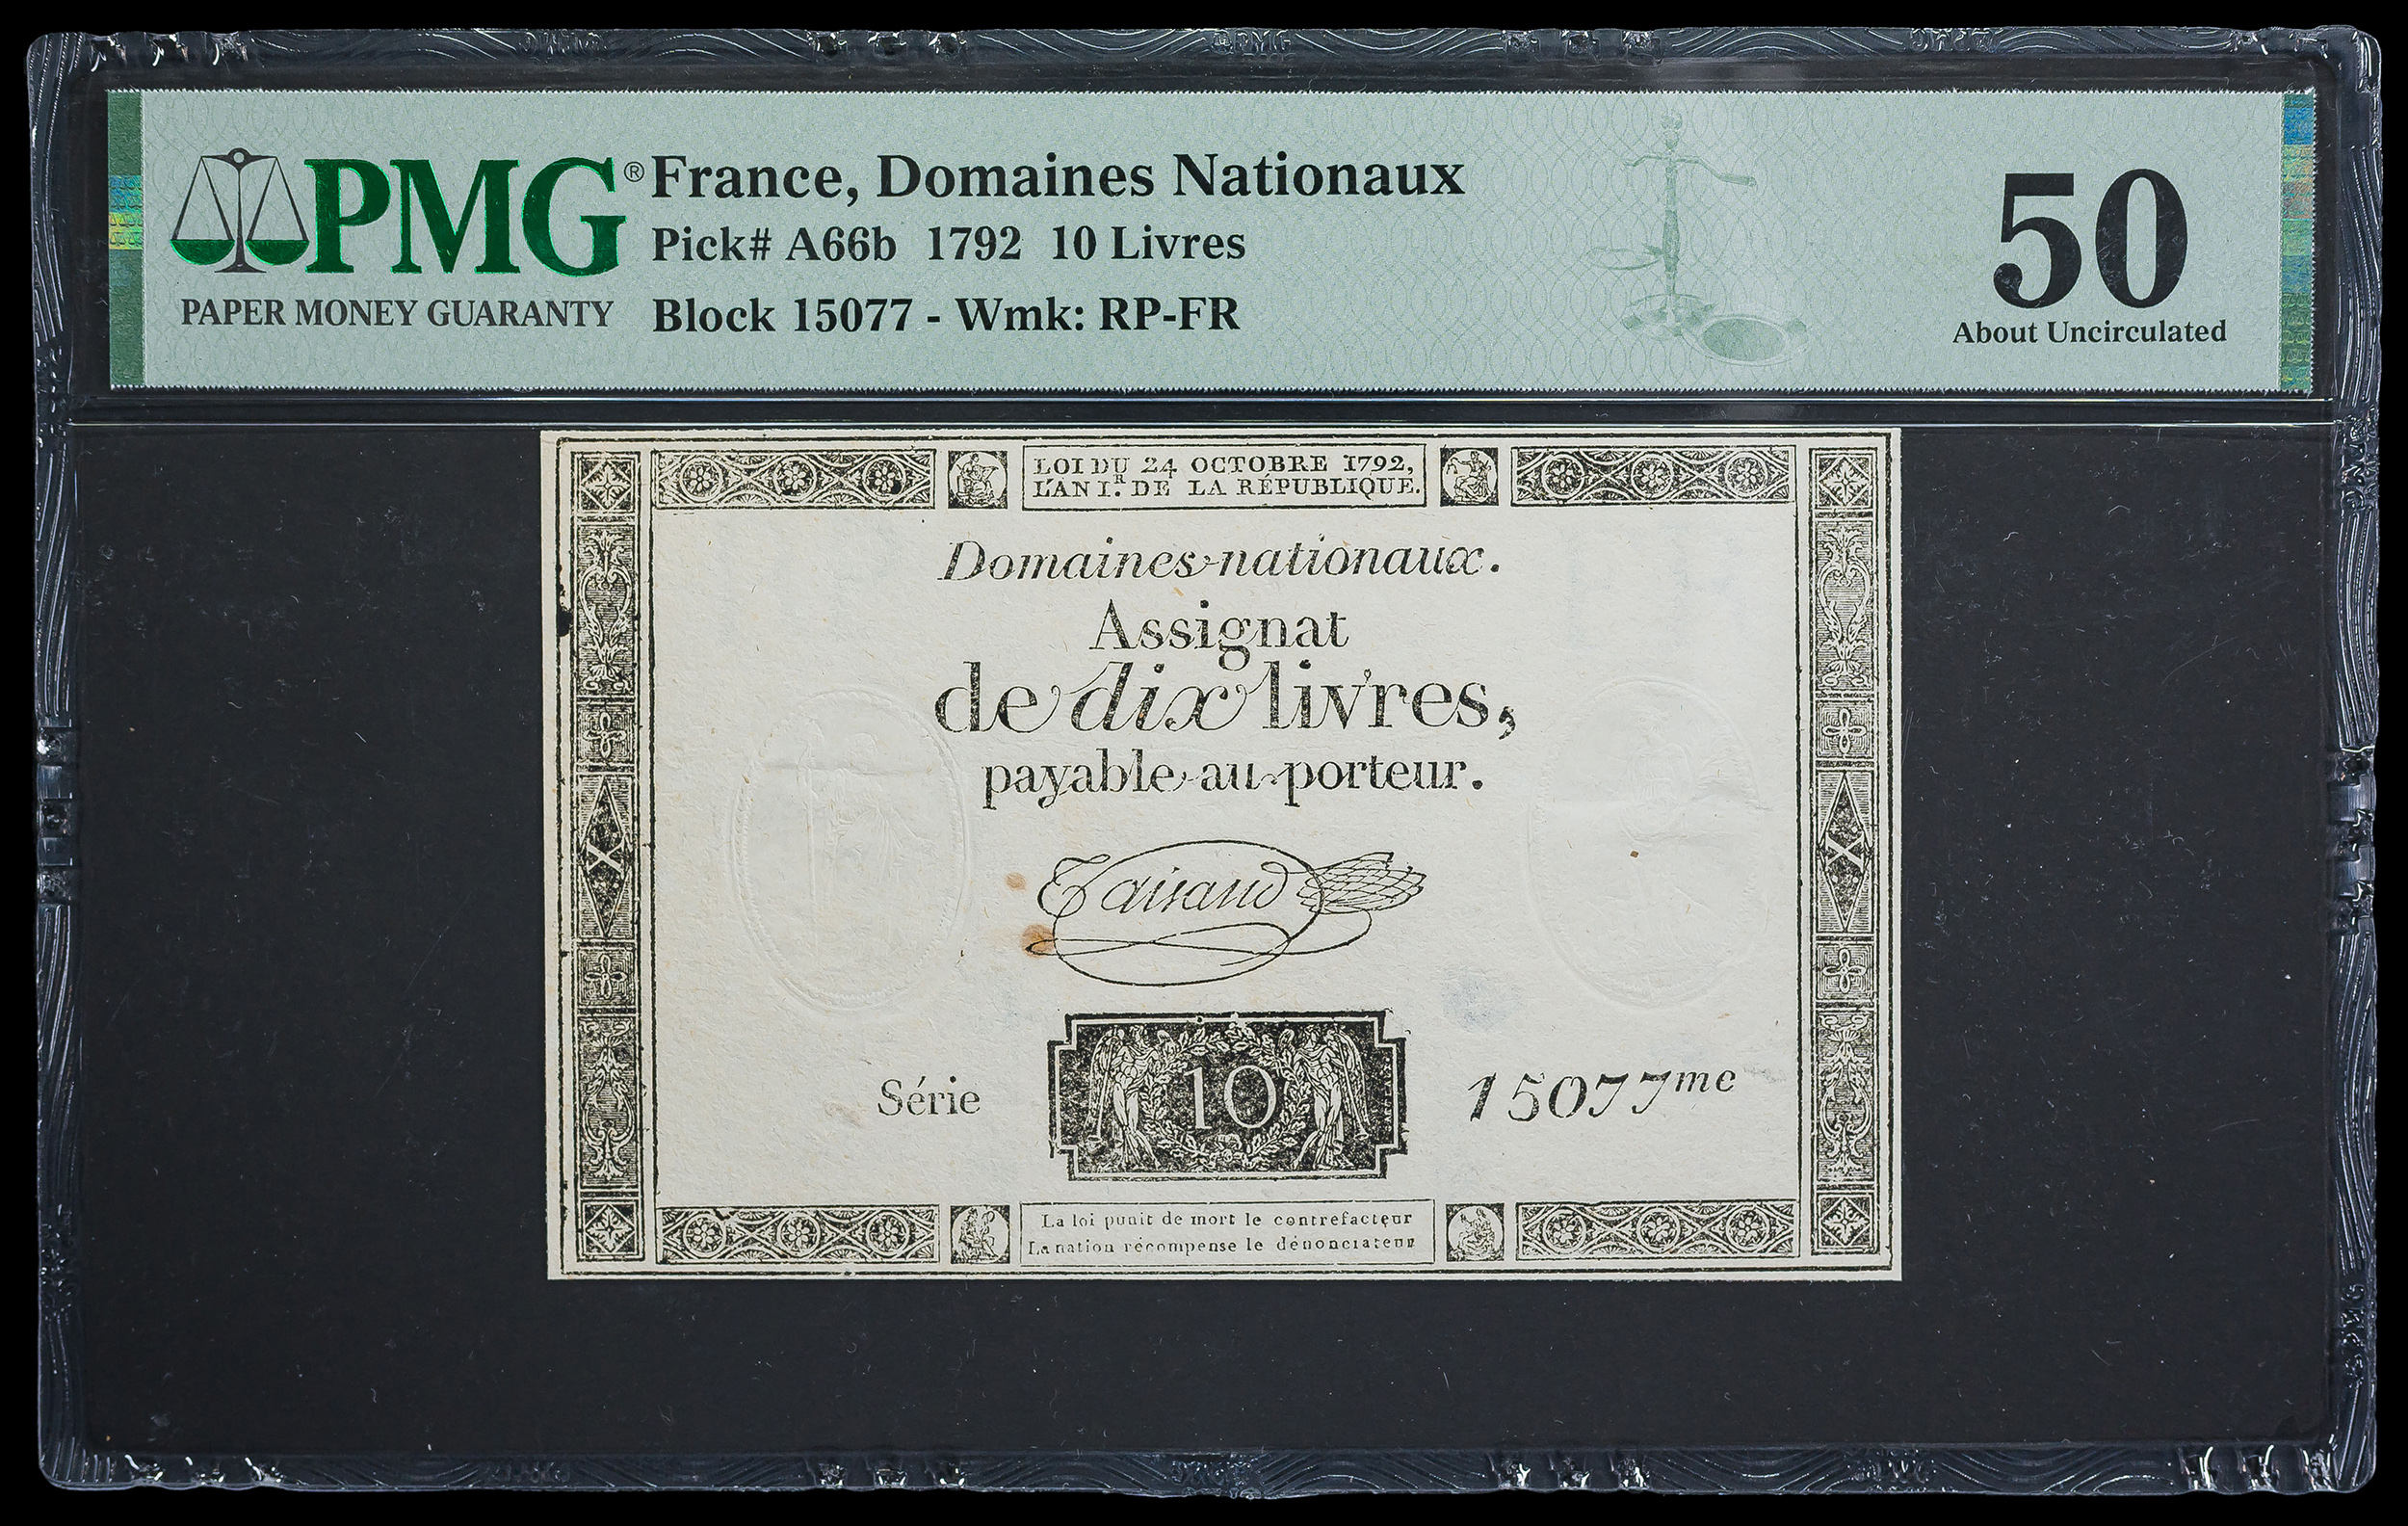 PMG®
PAPER MONEY GUARANTY
France, Domaines Nationaux
Pick# A66b 1792 10 Livres
Block 15077 - Wmk: RP-FR
50
About Uncirculated
LOI DU 24 OCTOBRE 1792,
L'AN I.R DE LA RÉPUBLIQUE.
Domaines nationaux.
Assignat
de dix livres,
payable au porteur.
Taisaud
X
X
10
Série
15077me
La loi punit de mort le contrefacteur
La nation récompense le dénonciateur